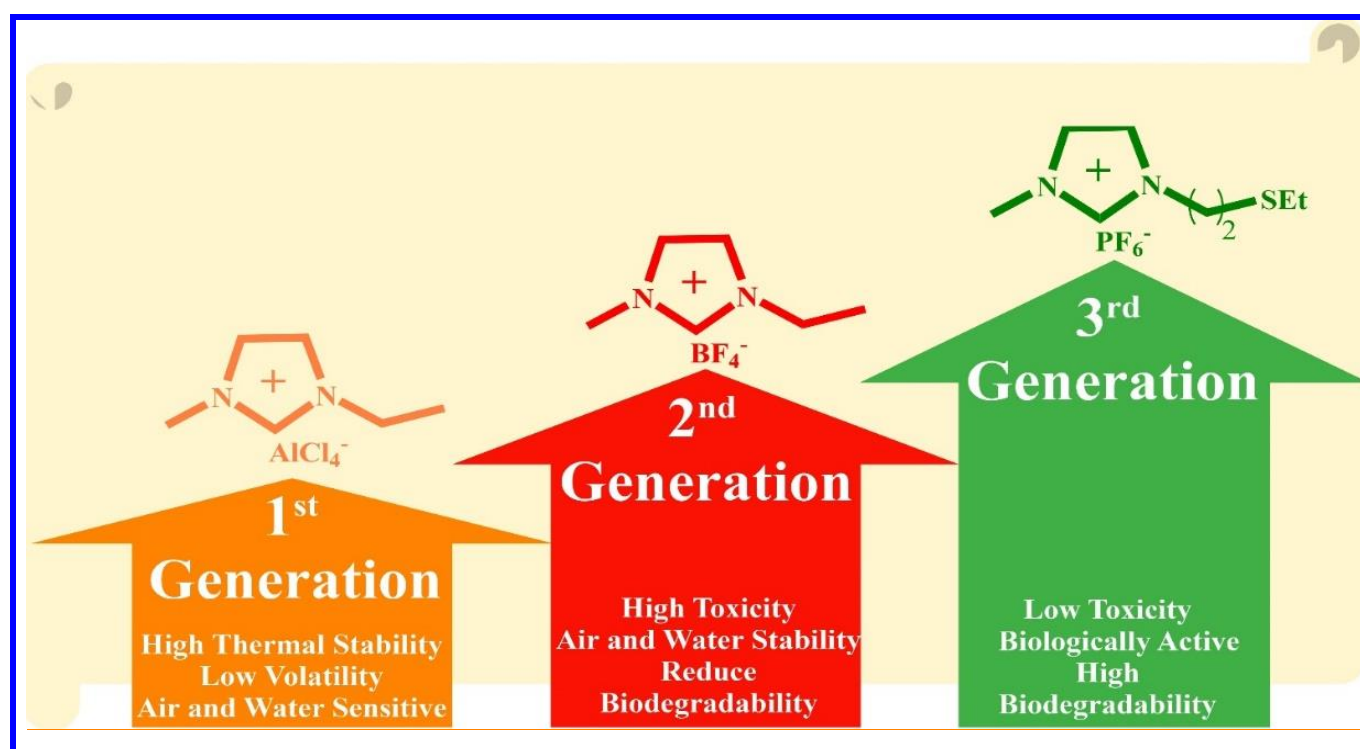 +
N N
AlCl₄⁻
1st
Generation
High Thermal Stability
Low Volatility
Air and Water Sensitive
+
N N
BF₄⁻
2nd
Generation
High Toxicity
Air and Water Stability
Reduce
Biodegradability
+
N N
( )2 SEt
PF₆⁻
3rd
Generation
Low Toxicity
Biologically Active
High
Biodegradability